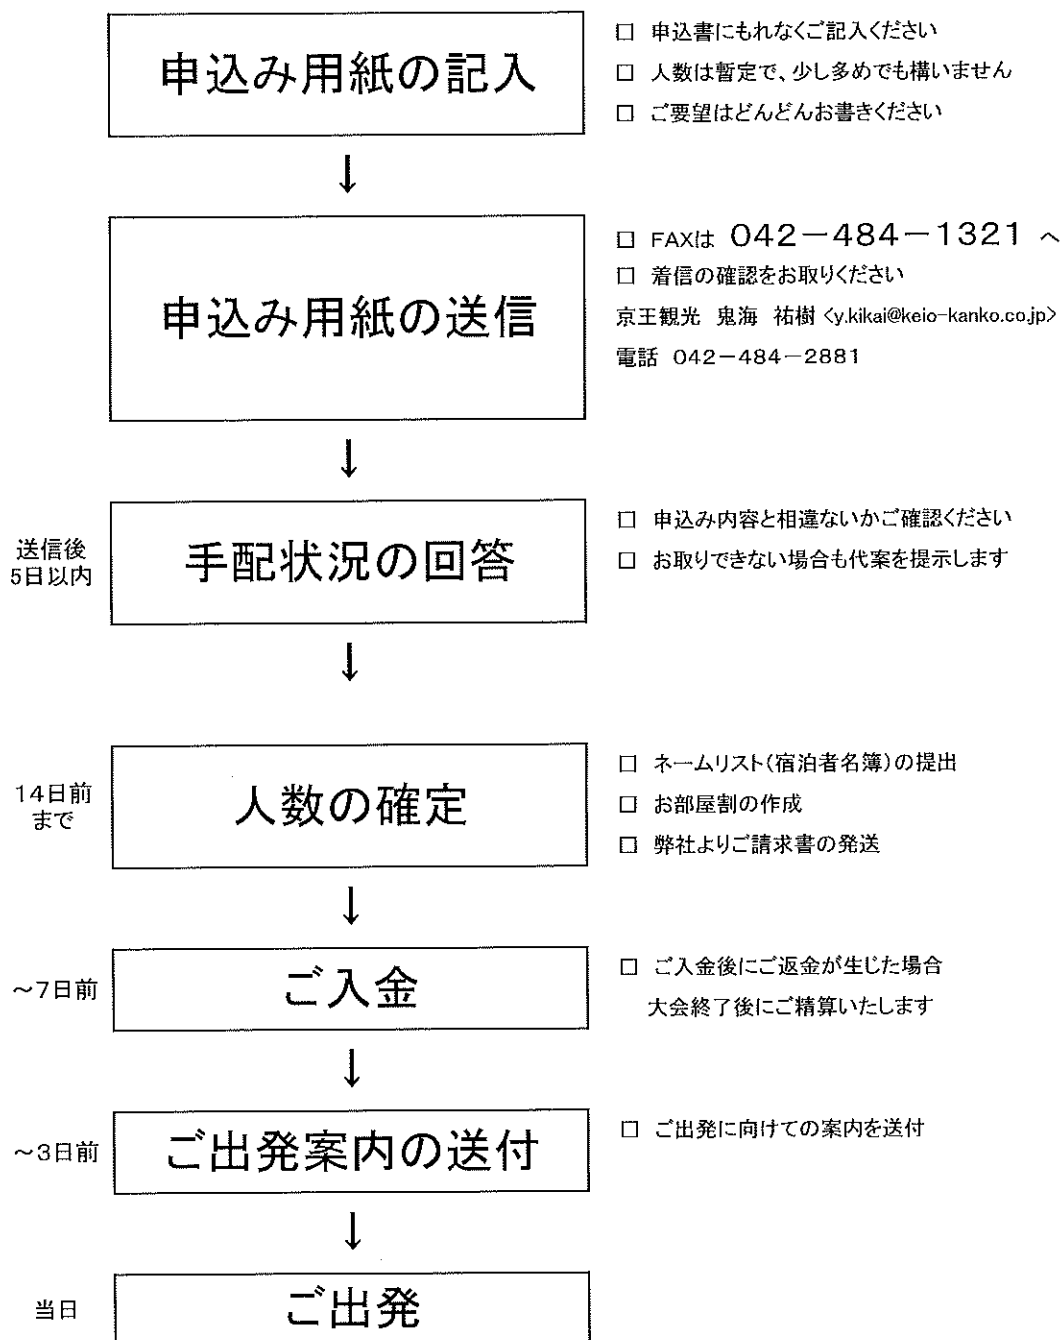 申込み用紙の記入
□ 申込書にもれなくご記入ください
□ 人数は暫定で、少し多めでも構いません
□ ご要望はどんどんお書きください
↓
申込み用紙の送信
□ FAXは 042－484－1321 へ
□ 着信の確認をお取りください
京王観光 鬼海 祐樹 <y.kikai@keio-kanko.co.jp>
電話 042－484－2881
↓
送信後
5日以内
手配状況の回答
□ 申込み内容と相違ないかご確認ください
□ お取りできない場合も代案を提示します
↓
14日前
まで
人数の確定
□ ネームリスト（宿泊者名簿）の提出
□ お部屋割の作成
□ 弊社よりご請求書の発送
↓
～7日前
ご入金
□ ご入金後にご返金が生じた場合
大会終了後にご精算いたします
↓
～3日前
ご出発案内の送付
□ ご出発に向けての案内を送付
↓
当日
ご出発